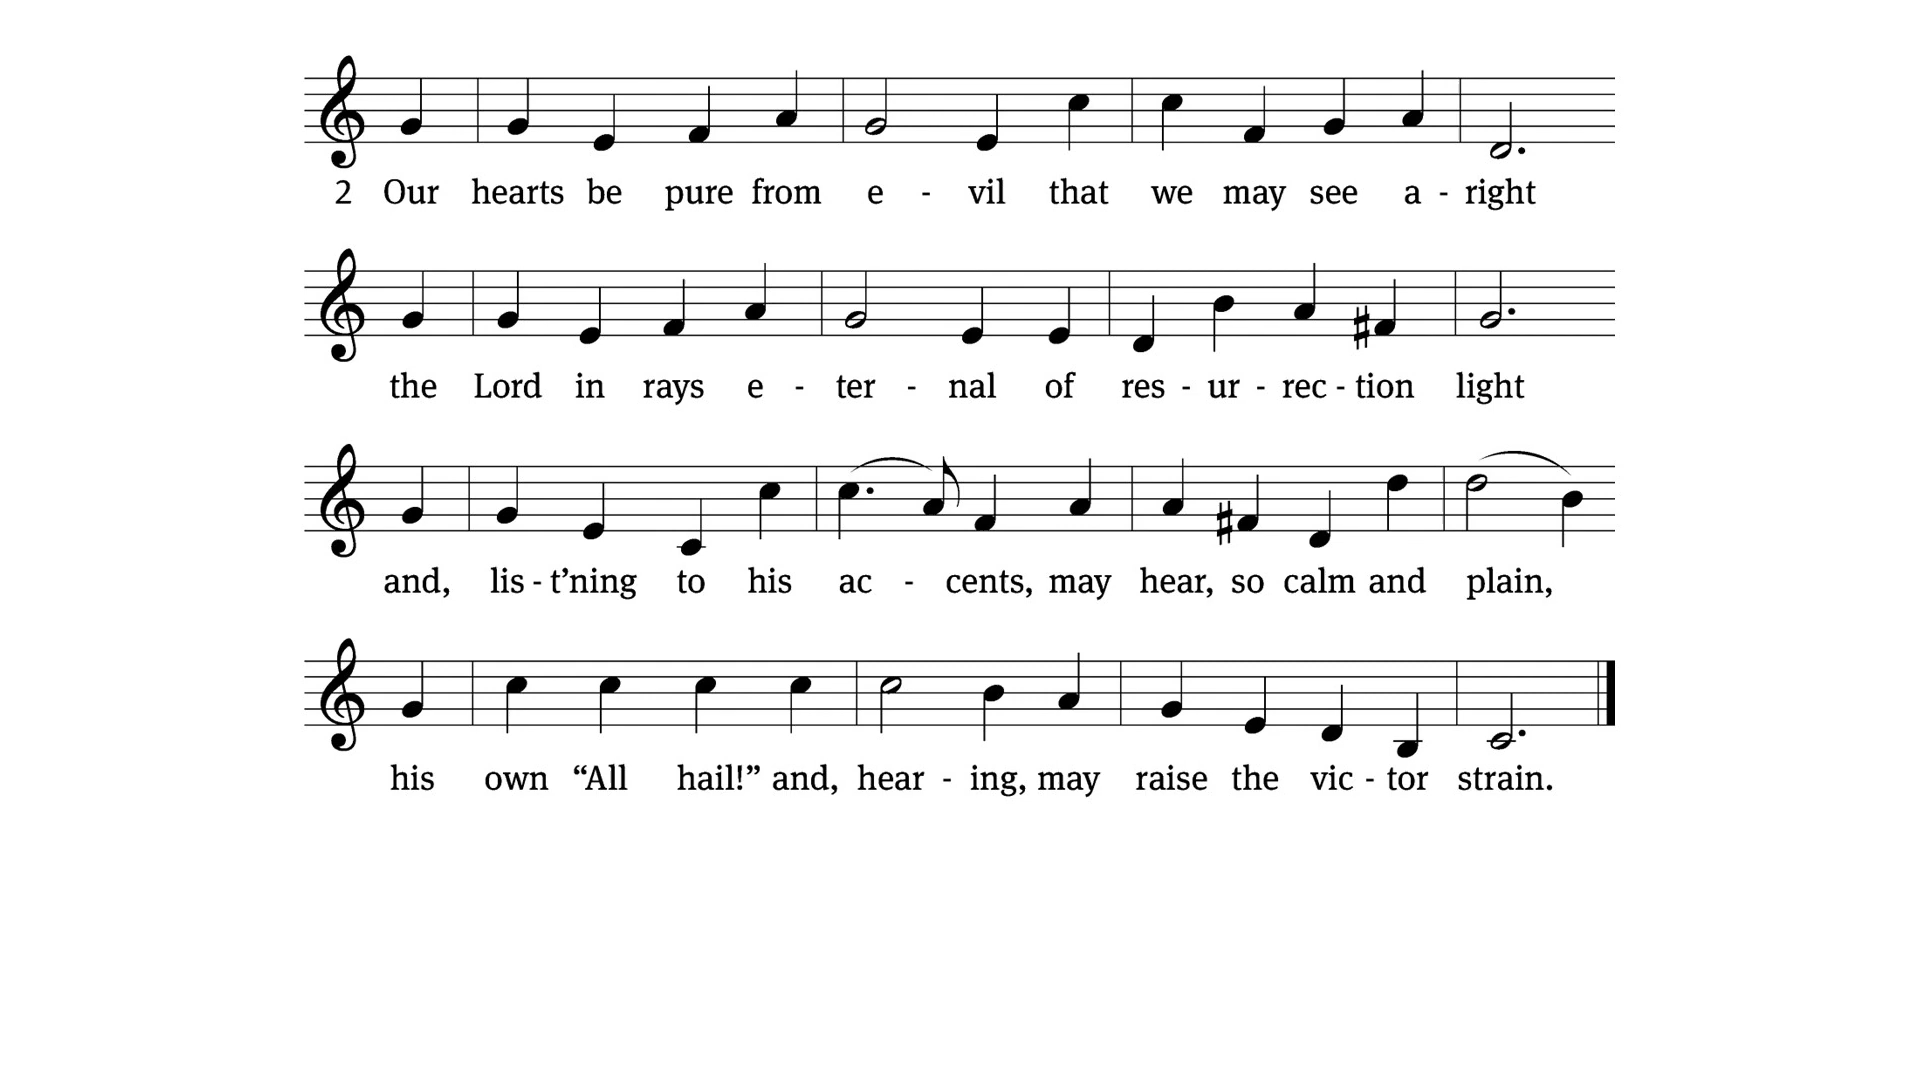 2 Our hearts be pure from e - vil that we may see a - right
the Lord in rays e - ter - nal of res - ur - rec - tion light
and, lis - t’ning to his ac - cents, may hear, so calm and plain,
his own “All hail!” and, hear - ing, may raise the vic - tor strain.